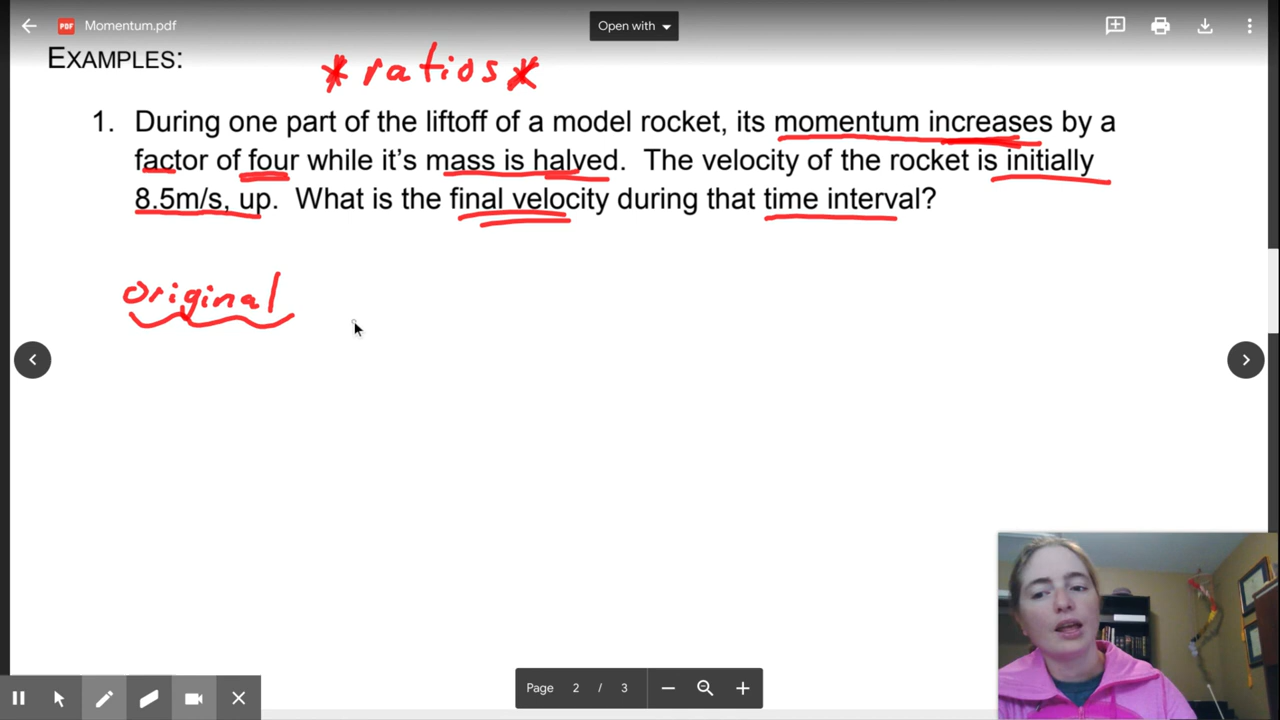 Momentum.pdf
Open with
EXAMPLES:
*ratios*
1. During one part of the liftoff of a model rocket, its momentum increases by a
factor of four while it's mass is halved. The velocity of the rocket is initially
8.5m/s, up. What is the final velocity during that time interval?
original
Page 2 / 3